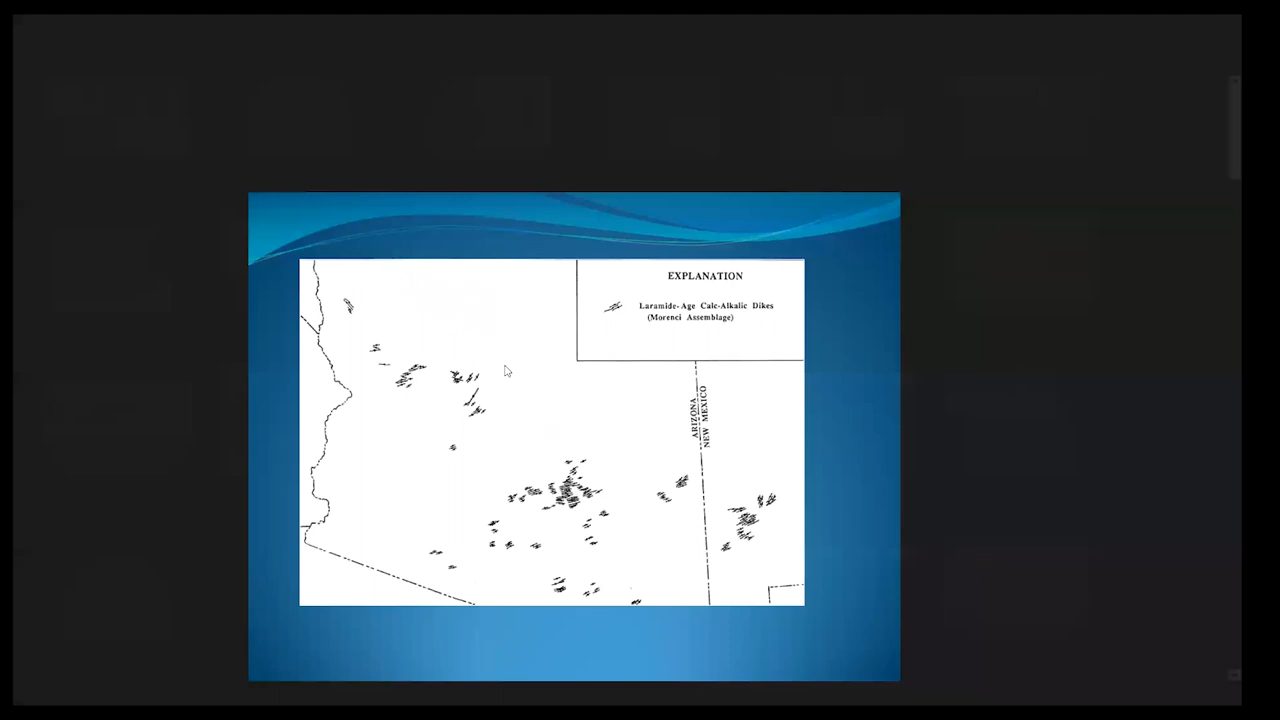 EXPLANATION
Laramide-Age Calc-Alkalic Dikes
(Morenci Assemblage)
ARIZONA
NEW MEXICO